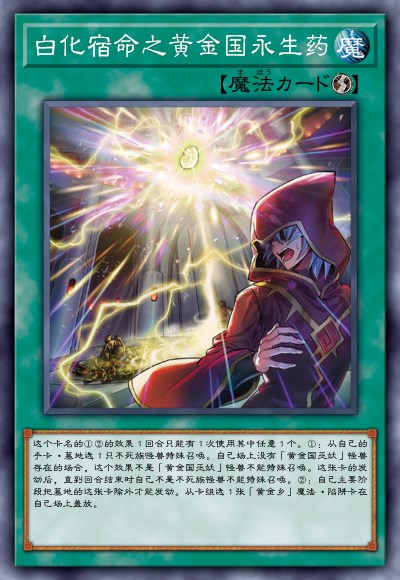 白化宿命之黄金国永生药 魔
【魔法カード】
这个卡名的①②的效果1回合只能有1次使用其中任意1个。①：从自己的
手卡·墓地选1只不死族怪兽特殊召唤。自己场上没有「黄金国巫妖」怪兽
存在的场合，这个效果不是「黄金国巫妖」怪兽不能特殊召唤。这张卡的发
动后，直到回合结束时自己不是不死族怪兽不能特殊召唤。②：自己主要阶
段把墓地的这张卡除外才能发动。从卡组选1张「黄金乡」魔法·陷阱卡在
自己场上盖放。